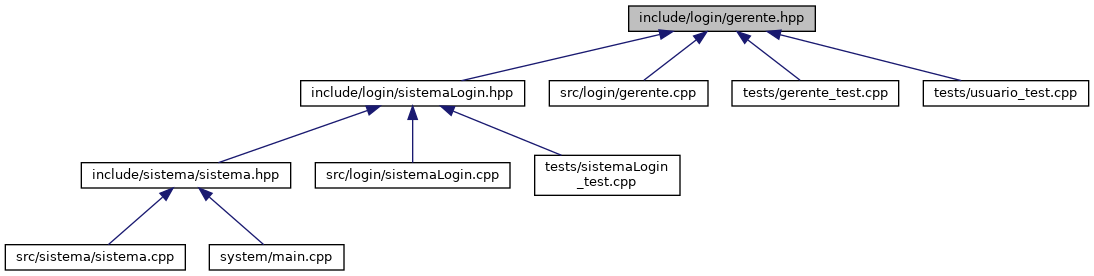 include/login/gerente.hpp
include/login/sistemaLogin.hpp
src/login/gerente.cpp
tests/gerente_test.cpp
tests/usuario_test.cpp
include/sistema/sistema.hpp
src/login/sistemaLogin.cpp
tests/sistemaLogin
_test.cpp
src/sistema/sistema.cpp
system/main.cpp